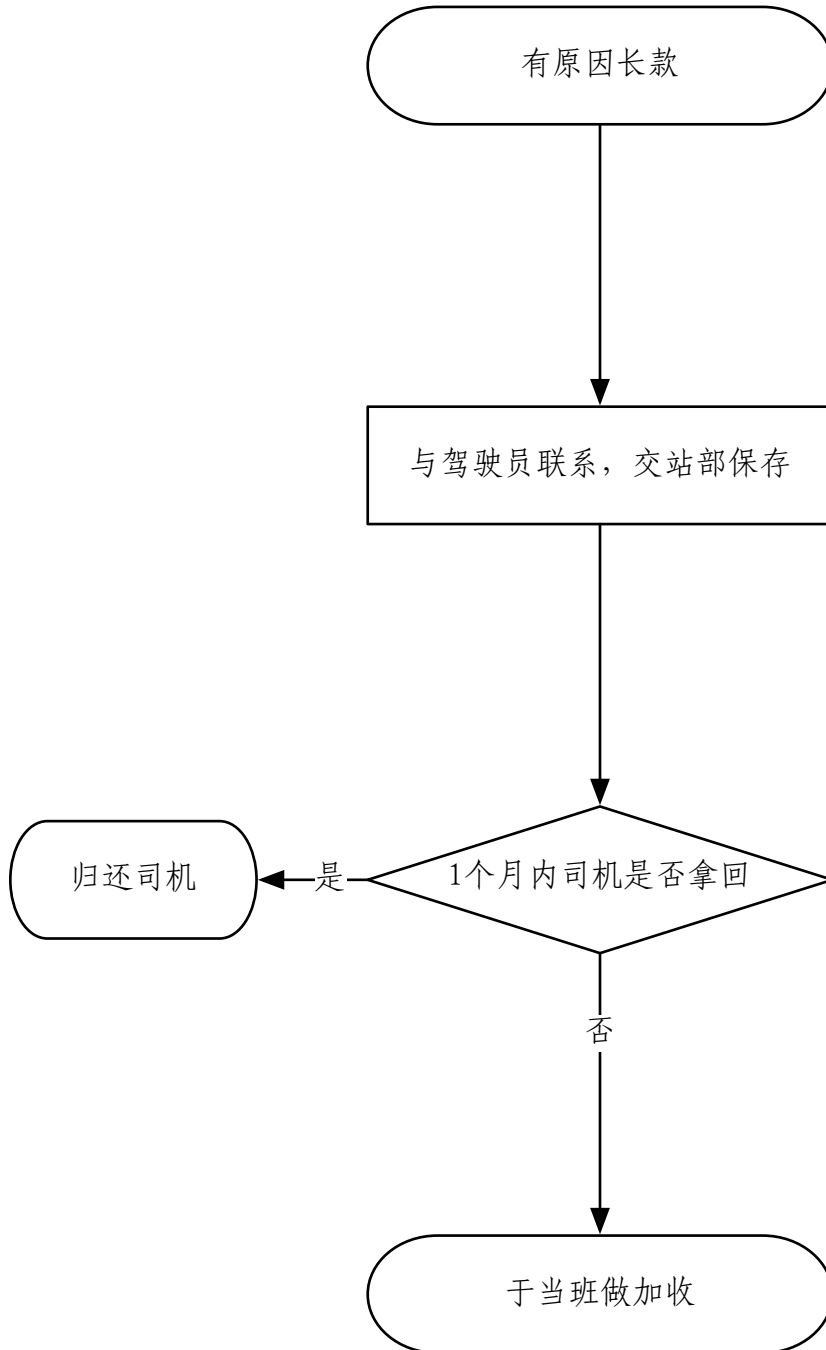 有原因长款
与驾驶员联系，交站部保存
1个月内司机是否拿回
是
归还司机
否
于当班做加收